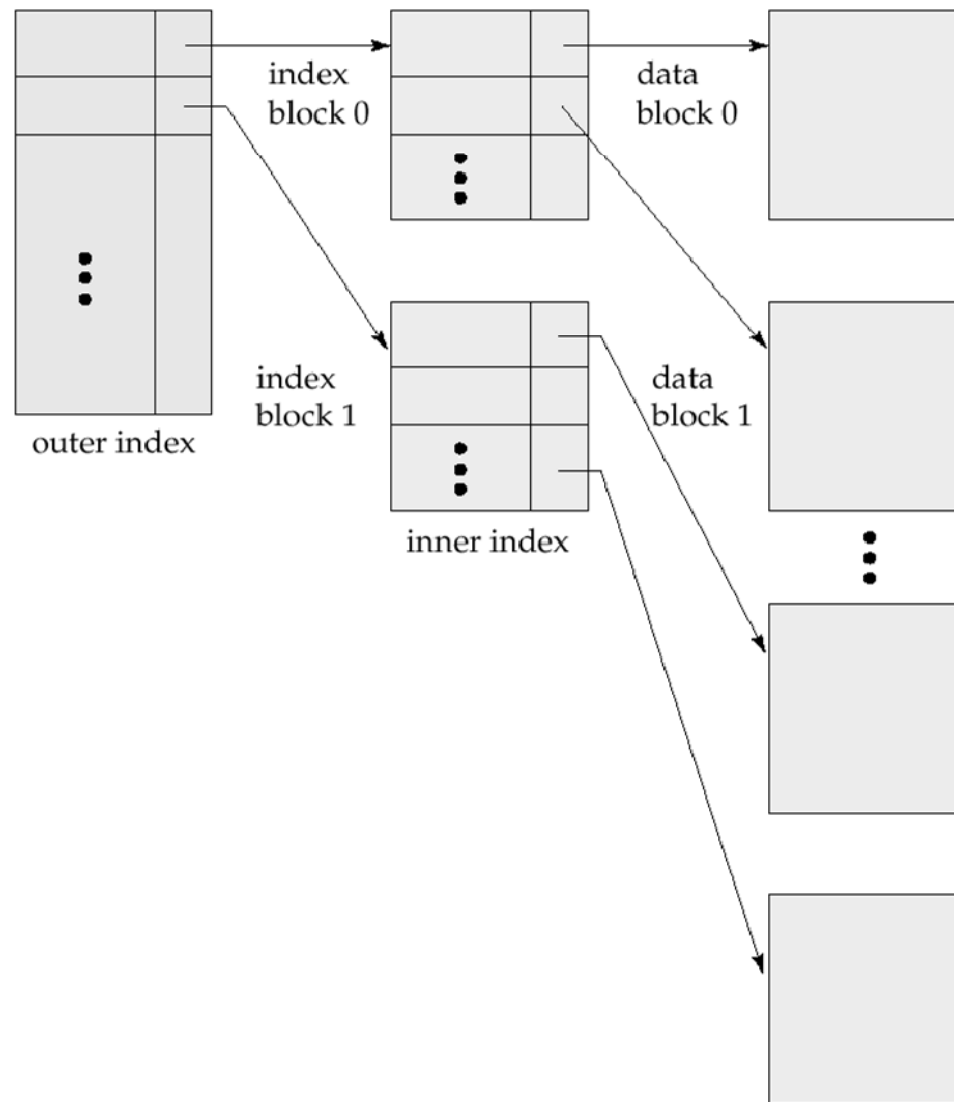 index
block 0
data
block 0
index
block 1
data
block 1
outer index
inner index